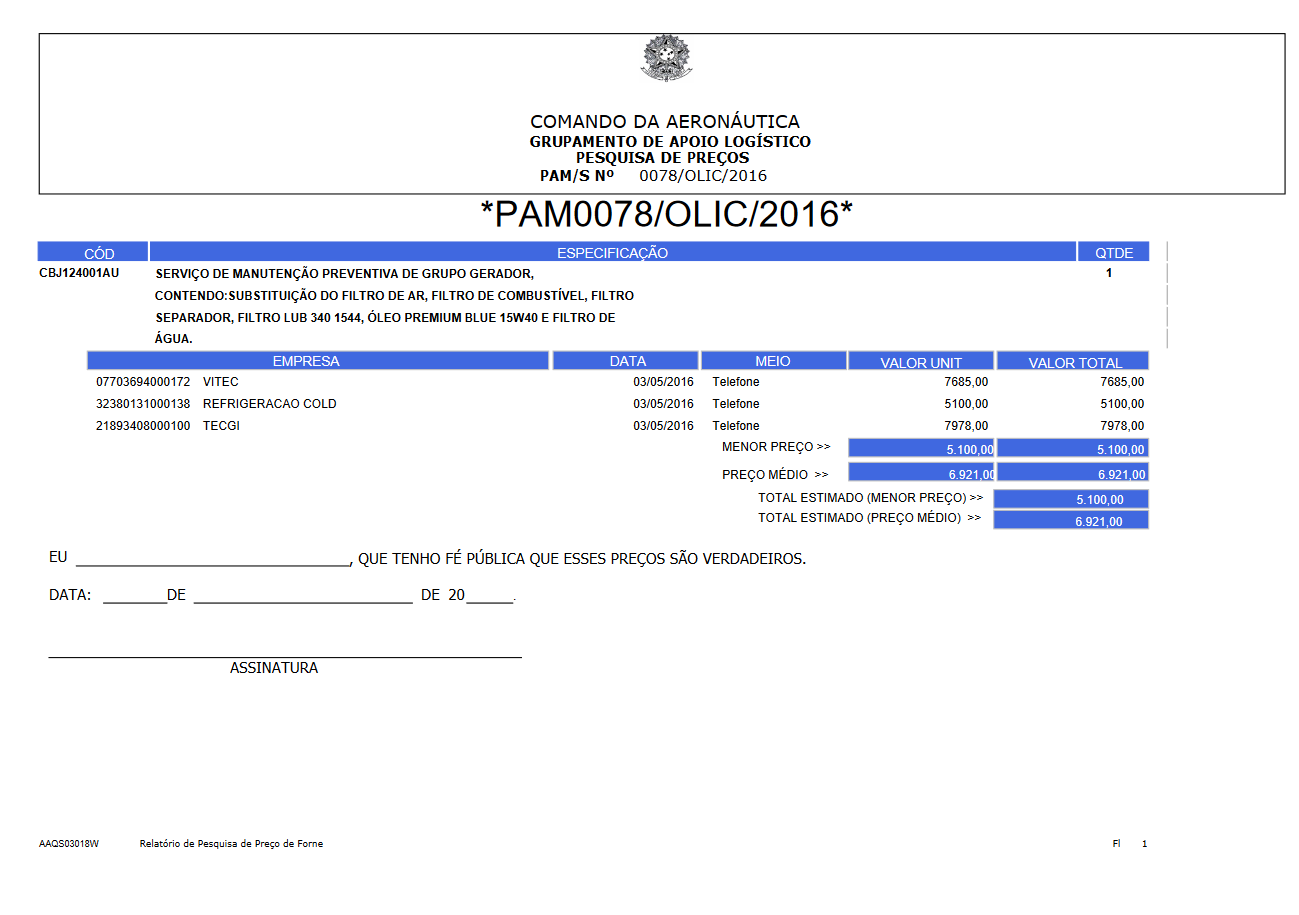 COMANDO DA AERONÁUTICA
GRUPAMENTO DE APOIO LOGÍSTICO
PESQUISA DE PREÇOS
PAM/S Nº 0078/OLIC/2016
*PAM0078/OLIC/2016*
CÓD ESPECIFICAÇÃO QTDE
CBJ124001AU SERVIÇO DE MANUTENÇÃO PREVENTIVA DE GRUPO GERADOR, 1
CONTENDO:SUBSTITUIÇÃO DO FILTRO DE AR, FILTRO DE COMBUSTÍVEL, FILTRO
SEPARADOR, FILTRO LUB 340 1544, ÓLEO PREMIUM BLUE 15W40 E FILTRO DE
ÁGUA.
EMPRESA DATA MEIO VALOR UNIT VALOR TOTAL
07703694000172 VITEC 03/05/2016 Telefone 7685,00 7685,00
32380131000138 REFRIGERACAO COLD 03/05/2016 Telefone 5100,00 5100,00
21893408000100 TECGI 03/05/2016 Telefone 7978,00 7978,00
MENOR PREÇO >> 5.100,00 5.100,00
PREÇO MÉDIO >> 6.921,00 6.921,00
TOTAL ESTIMADO (MENOR PREÇO) >> 5.100,00
TOTAL ESTIMADO (PREÇO MÉDIO) >> 6.921,00
EU ______________________, QUE TENHO FÉ PÚBLICA QUE ESSES PREÇOS SÃO VERDADEIROS.
DATA: _______DE ______________________ DE 20_____.
ASSINATURA
AAQS03018W Relatório de Pesquisa de Preço de Forne Fl 1